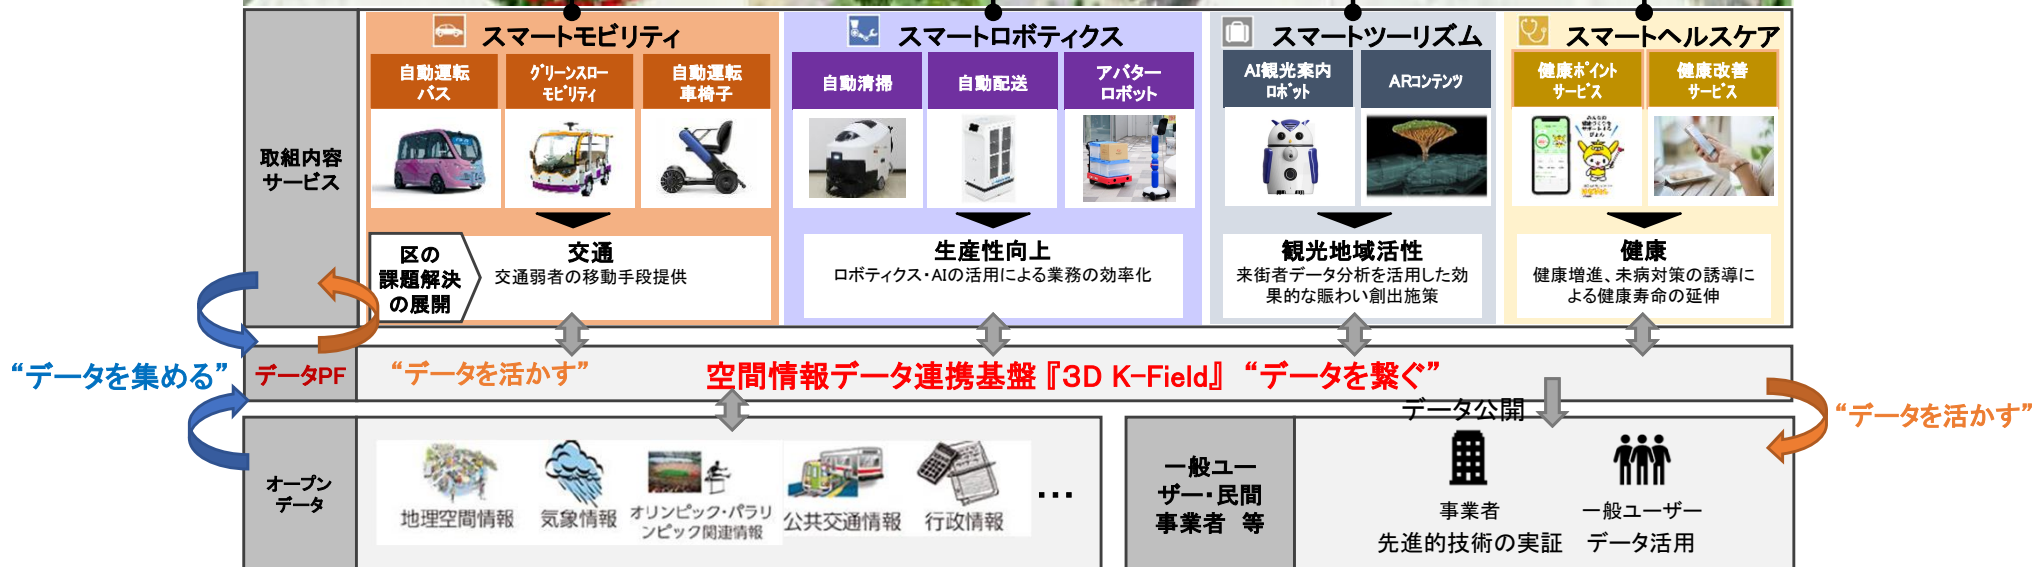 スマートモビリティ
スマートロボティクス
スマートツーリズム
スマートヘルスケア
自動運転
バス
グリーンスロー
モビリティ
自動運転
車椅子
自動清掃
自動配送
アバター
ロボット
AI観光案内
ロボット
ARコンテンツ
健康ポイント
サービス
健康改善
サービス
取組内容
サービス
区の
課題解決
の展開
交通
交通弱者の移動手段提供
生産性向上
ロボティクス・AIの活用による業務の効率化
観光地域活性
来街者データ分析を活用した効
果的な賑わい創出施策
健康
健康増進、未病対策の誘導に
よる健康寿命の延伸
“データを集める”
データPF
“データを活かす”
空間情報データ連携基盤『3D K-Field』 “データを繋ぐ”
データ公開
“データを活かす”
オープン
データ
地理空間情報
気象情報
オリンピック・パラリ
ンピック関連情報
公共交通情報
行政情報
…
一般ユー
ザー・民間
事業者 等
事業者
一般ユーザー
先進的技術の実証
データ活用